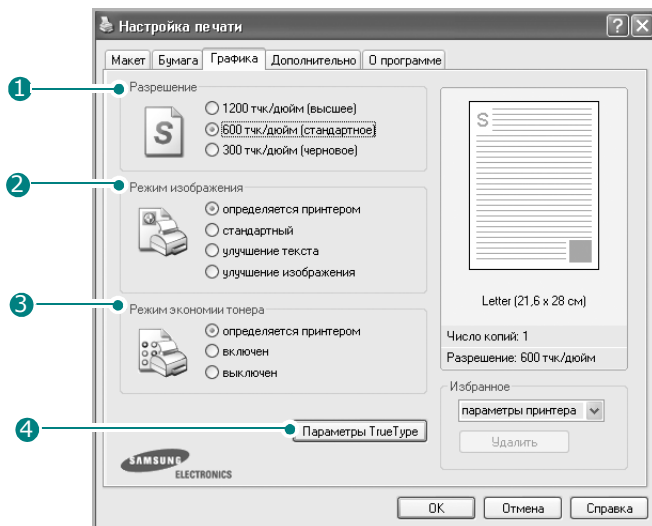 Настройка печати
Макет Бумага Графика Дополнительно О программе
1
Разрешение
S
1200 тчк/дюйм (высшее)
600 тчк/дюйм (стандартное)
300 тчк/дюйм (черновое)
2
Режим изображения
определяется принтером
стандартный
улучшение текста
улучшение изображения
3
Режим экономии тонера
определяется принтером
включен
выключен
4
Параметры TrueType
SAMSUNG
ELECTRONICS
S
Letter (21,6 x 28 см)
Число копий: 1
Разрешение: 600 тчк/дюйм
Избранное
параметры принтера
Удалить
OK Отмена Справка